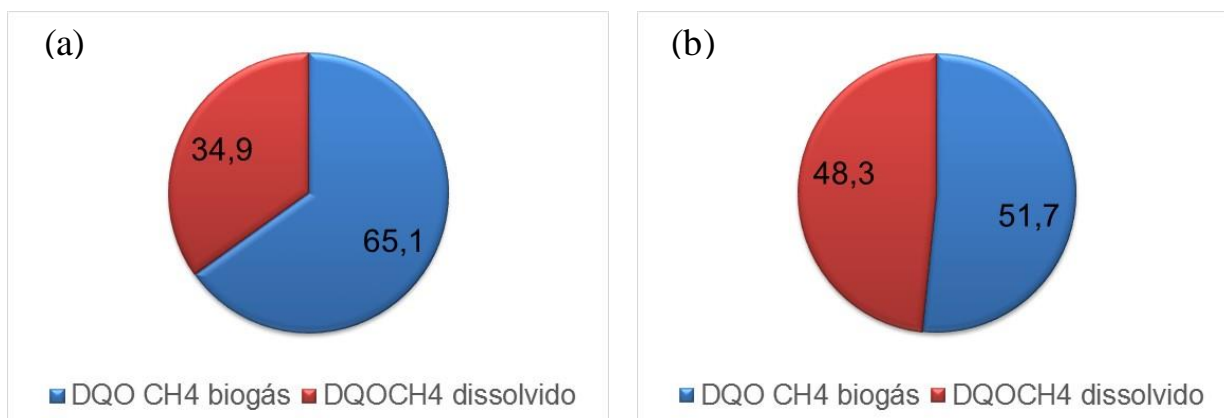 (a)
34,9
65,1
DQO CH4 biogás DQOCH4 dissolvido
(b)
48,3
51,7
DQO CH4 biogás DQOCH4 dissolvido